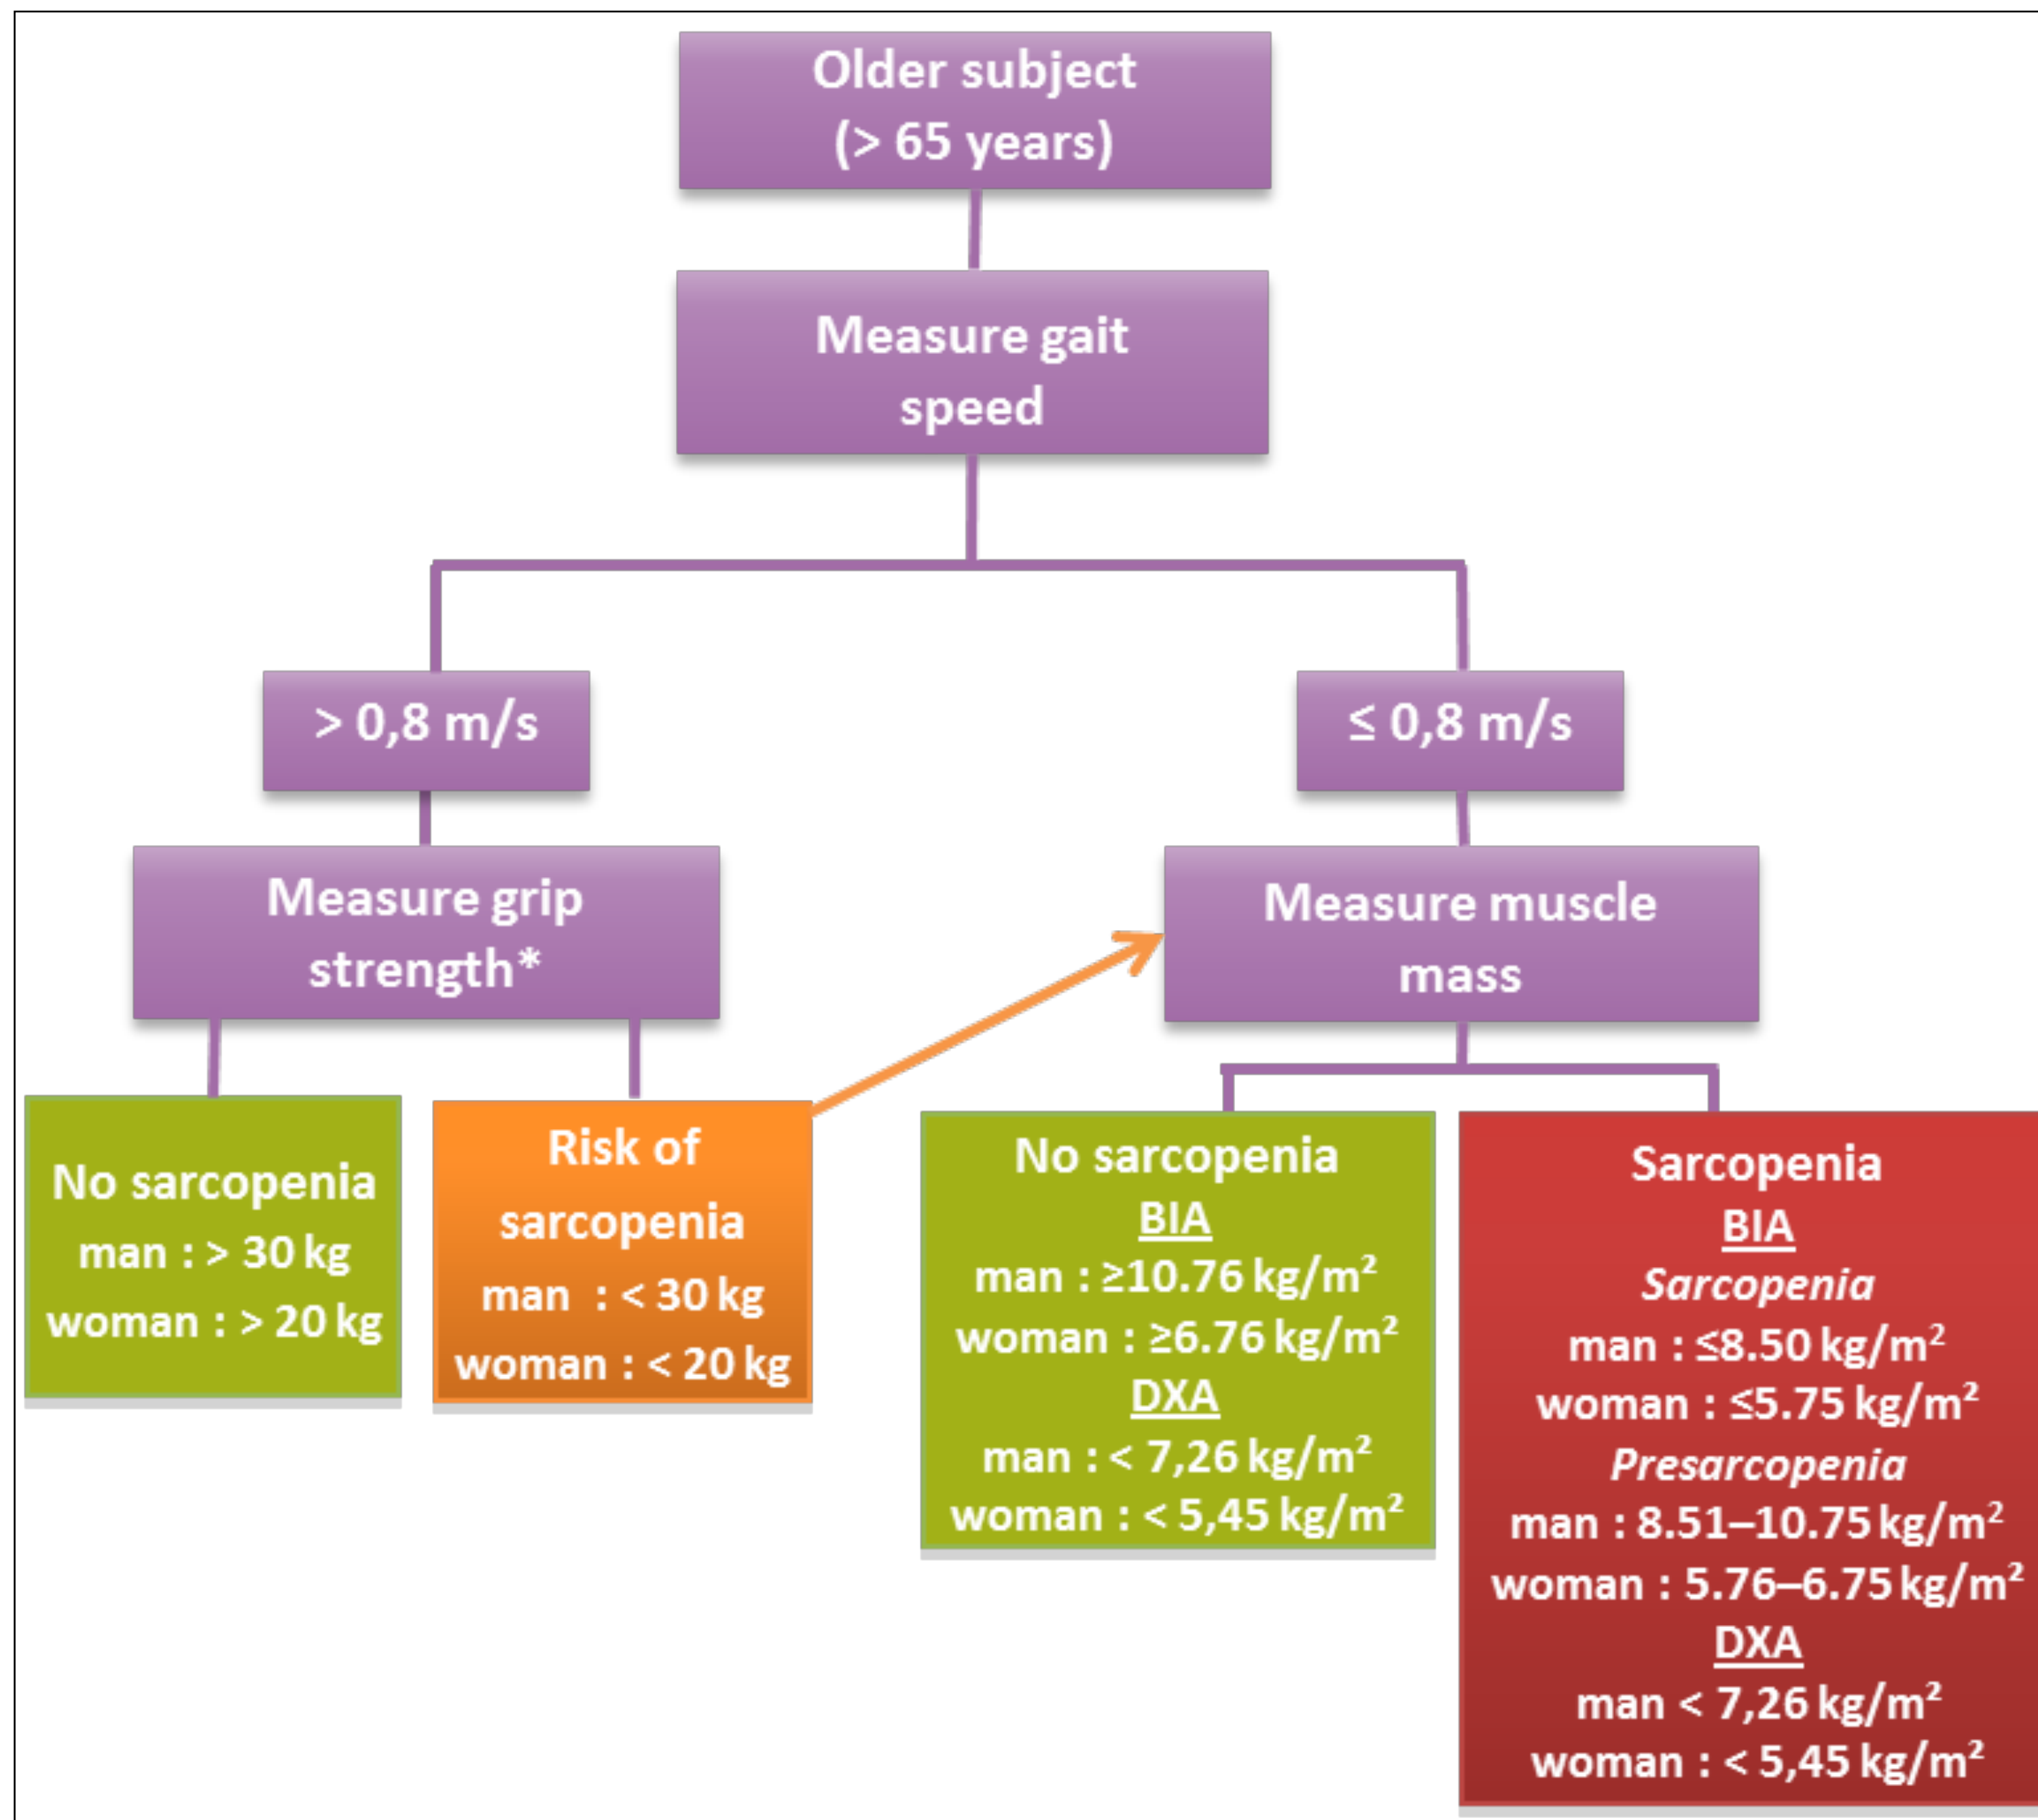 Older subject
(> 65 years)
Measure gait
speed
> 0,8 m/s
≤ 0,8 m/s
Measure grip
strength*
Measure muscle
mass
No sarcopenia
man : > 30 kg
woman : > 20 kg
Risk of
sarcopenia
man : < 30 kg
woman : < 20 kg
No sarcopenia
BIA
man : ≥10.76 kg/m²
woman : ≥6.76 kg/m²
DXA
man : < 7,26 kg/m²
woman : < 5,45 kg/m²
Sarcopenia
BIA
Sarcopenia
man : ≤8.50 kg/m²
woman : ≤5.75 kg/m²
Presarcopenia
man : 8.51–10.75 kg/m²
woman : 5.76–6.75 kg/m²
DXA
man < 7,26 kg/m²
woman : < 5,45 kg/m²